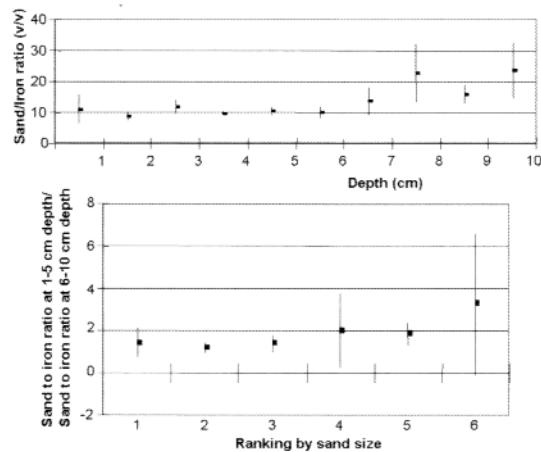 Sand/Iron ratio (v/v)
40
30
20
10
0
1 2 3 4 5 6 7 8 9 10
Depth (cm)
Sand to iron ratio at 1-5 cm depth/
Sand to iron ratio at 6-10 cm depth
8
6
4
2
0
-2
1 2 3 4 5 6
Ranking by sand size